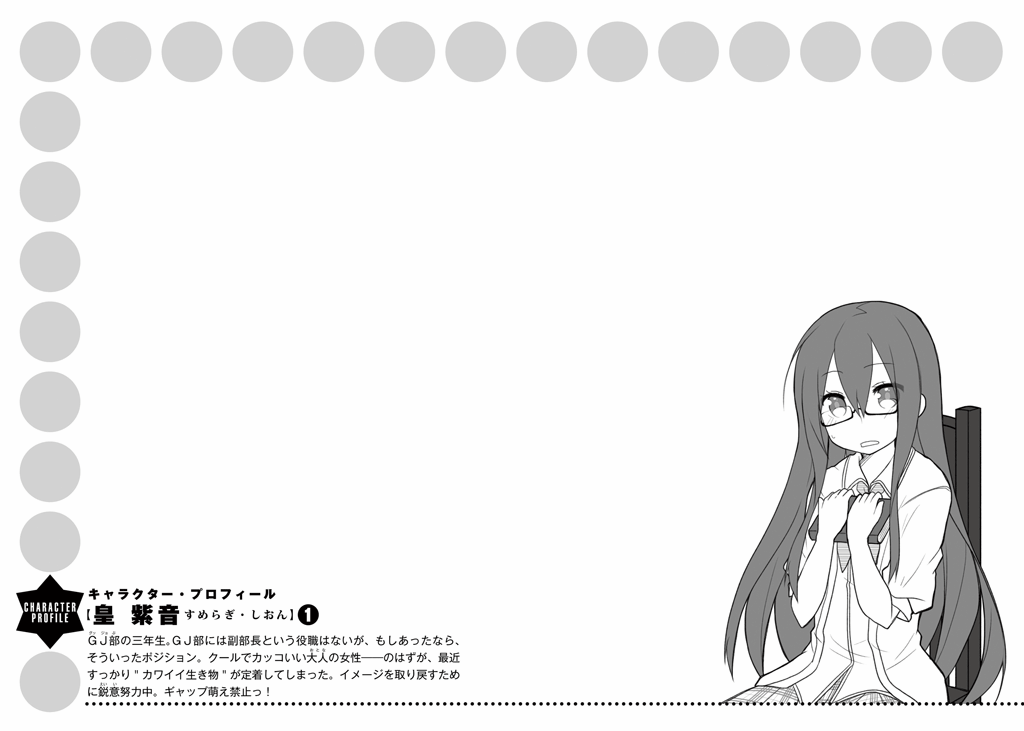 CHARACTER
PROFILE
キャラクター・プロフィール
【皇 紫音 すめらぎ・しおん】❶
ＧＪ部の三年生。ＧＪ部には副部長という役職はないが、もしあったなら、
そういったポジション。クールでカッコいい大人の女性――のはずが、最近
すっかり"カワイイ生き物"が定着してしまった。イメージを取り戻すため
に鋭意努力中。ギャップ萌え禁止っ！